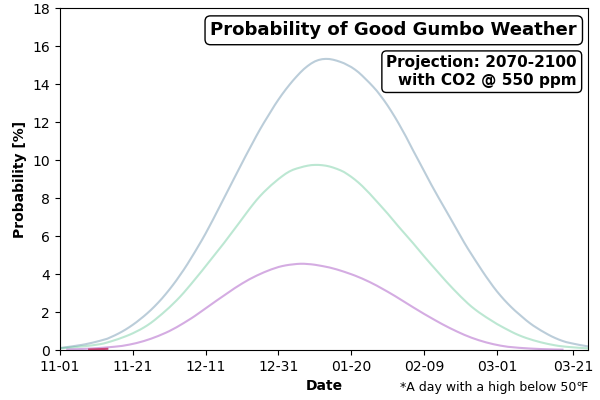 Probability of Good Gumbo Weather
Projection: 2070-2100
with CO2 @ 550 ppm
Probability [%]
18
16
14
12
10
8
6
4
2
0
11-01 11-21 12-11 12-31 01-20 02-09 03-01 03-21
Date
*A day with a high below 50°F